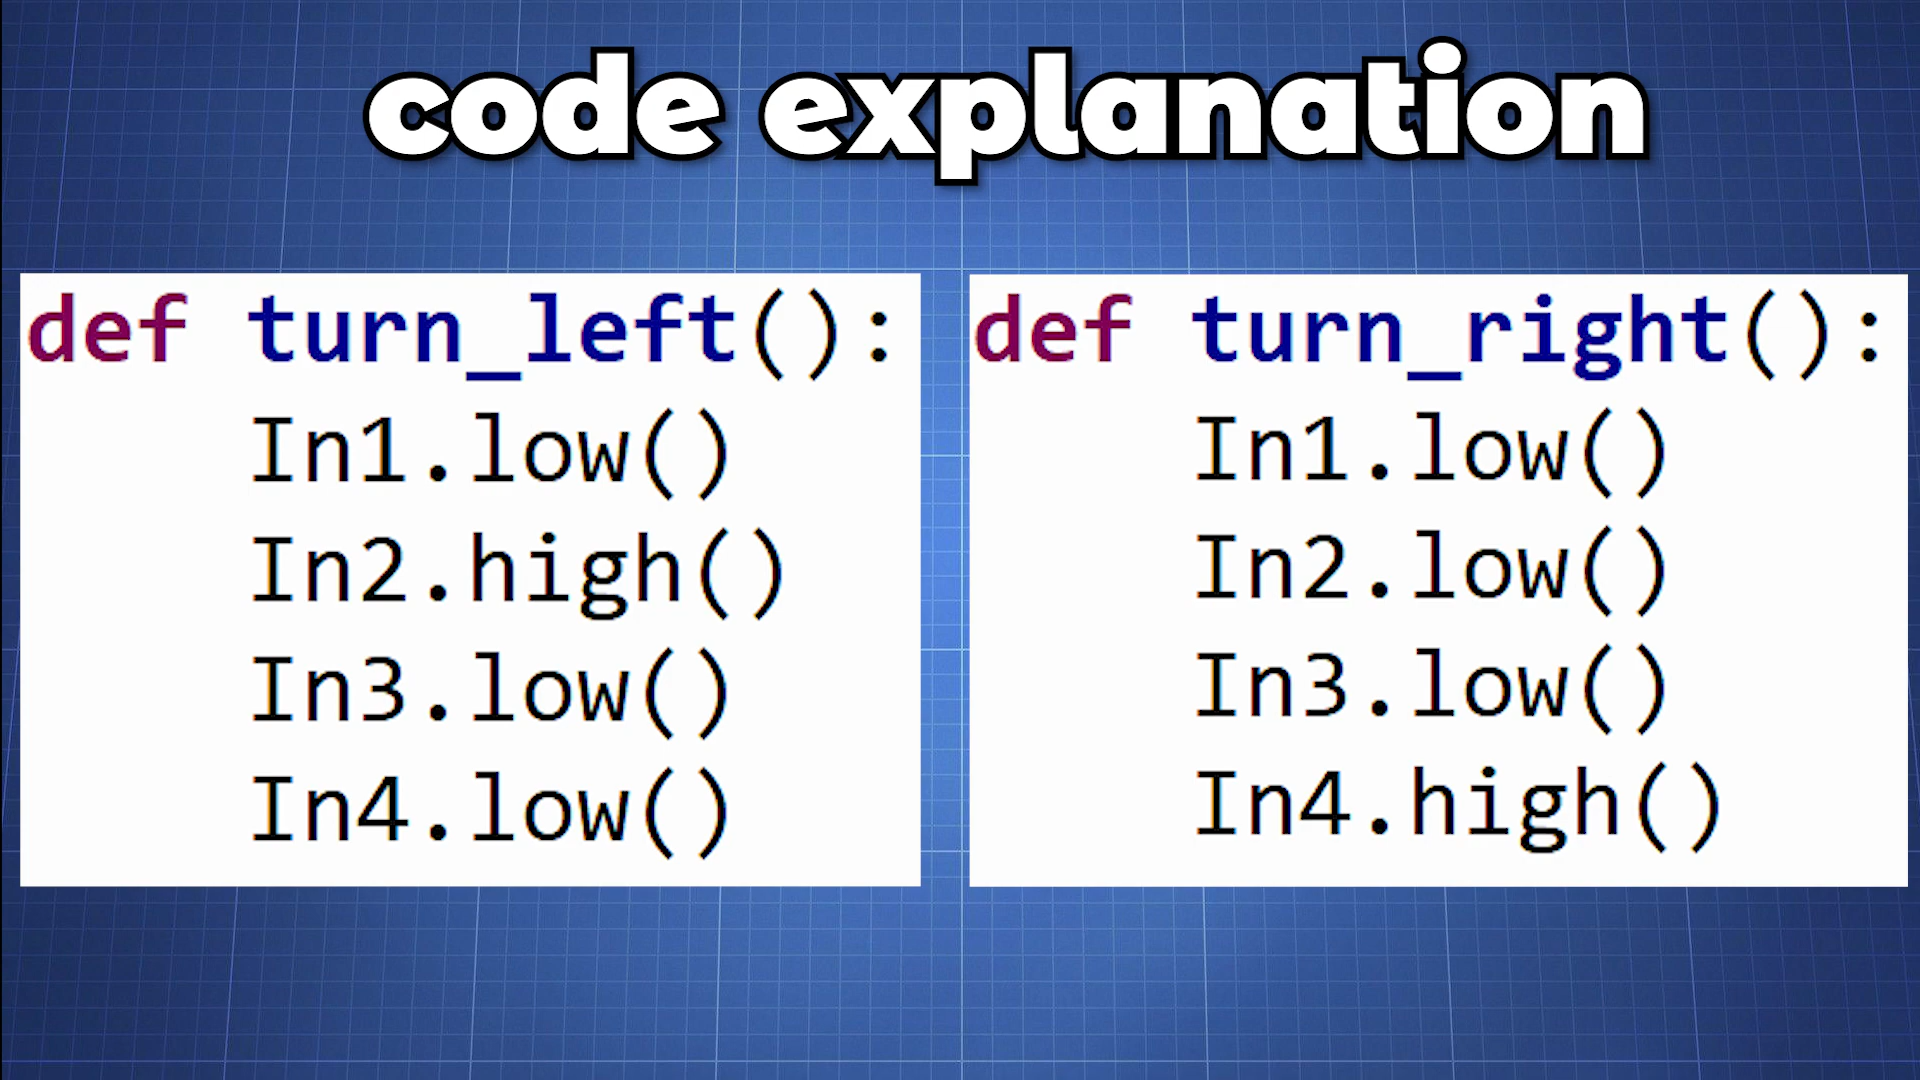 code explanation
def turn_left():
    In1.low()
    In2.high()
    In3.low()
    In4.low()
def turn_right():
    In1.low()
    In2.low()
    In3.low()
    In4.high()